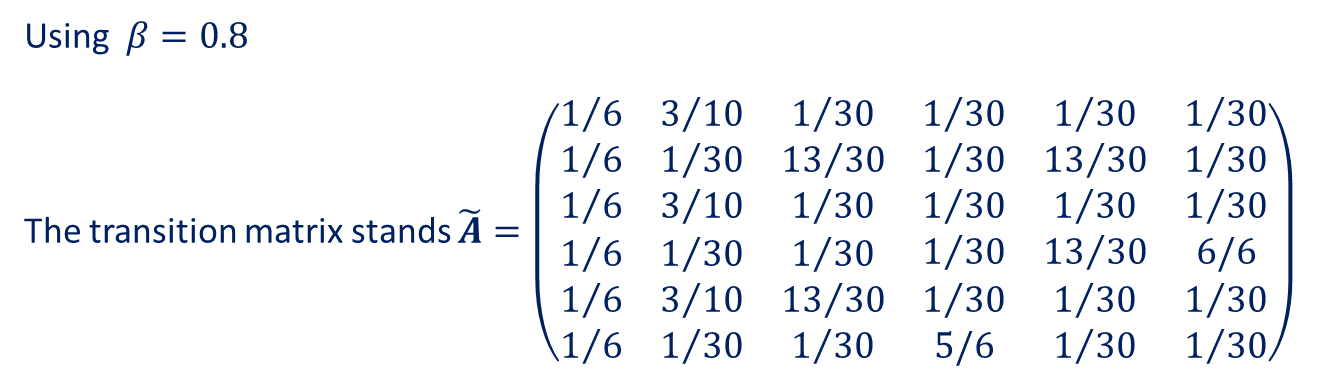 Using β = 0.8
The transition matrix stands Ã =
1/6 3/10 1/30 1/30 1/30 1/30
1/6 1/30 13/30 1/30 13/30 1/30
1/6 3/10 1/30 1/30 1/30 1/30
1/6 1/30 1/30 1/30 13/30 6/6
1/6 3/10 13/30 1/30 1/30 1/30
1/6 1/30 1/30 5/6 1/30 1/30